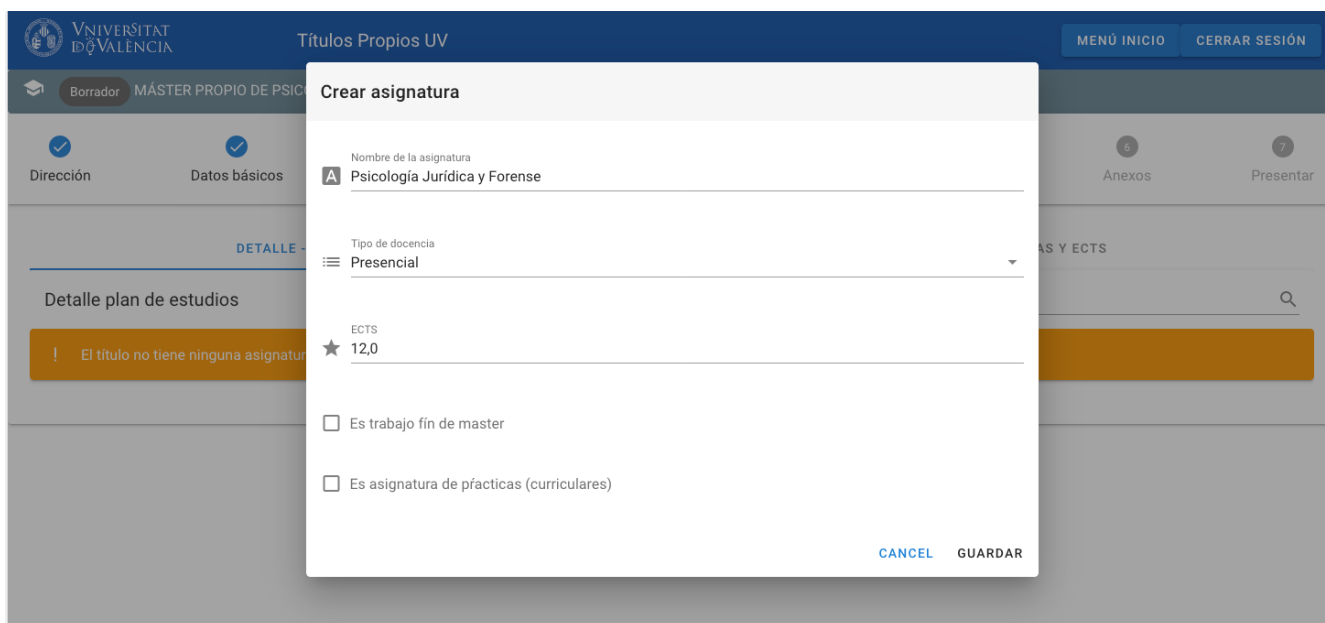 VNIVERSITAT
DE VALÈNCIA
Títulos Propios UV
MENÚ INICIO
CERRAR SESIÓN
Borrador
MÁSTER PROPIO DE PSIC
Crear asignatura
Dirección
Datos básicos
6
Anexos
7
Presentar
Nombre de la asignatura
A
Psicología Jurídica y Forense
DETALLE -
Tipo de docencia
Presencial
AS Y ECTS
Detalle plan de estudios
! El título no tiene ninguna asignatur
ECTS
12,0
Es trabajo fín de master
Es asignatura de pŕacticas (curriculares)
CANCEL
GUARDAR